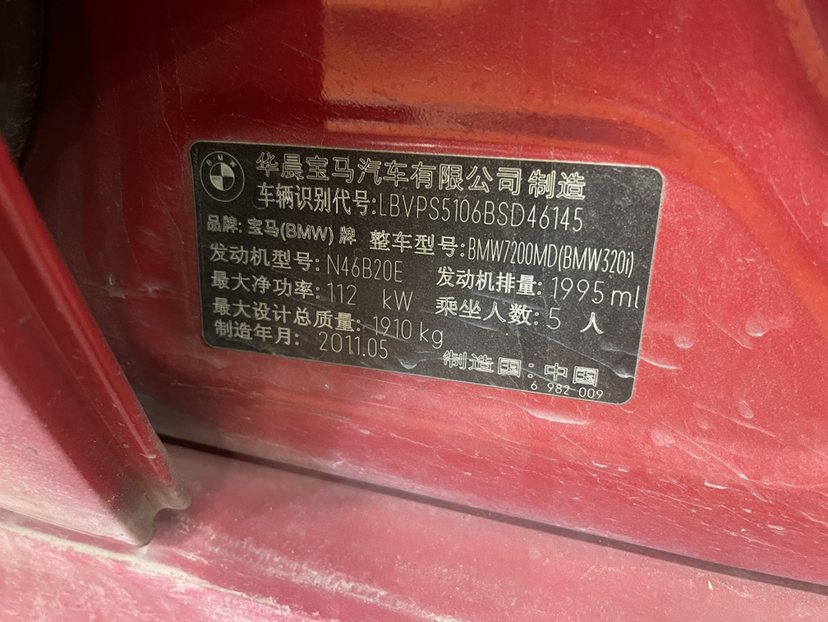 BMW
华晨宝马汽车有限公司 制造
车辆识别代号:LBVPS5106BSD46145
品牌: 宝马(BMW) 牌 整车型号:BMW7200MD(BMW320i)
发动机型号: N46B20E 发动机排量: 1995ml
最大净功率: 112 kW 乘坐人数: 5 人
最大设计总质量: 1910 kg
制造年月: 2011.05 制造国: 中国
6 982 009